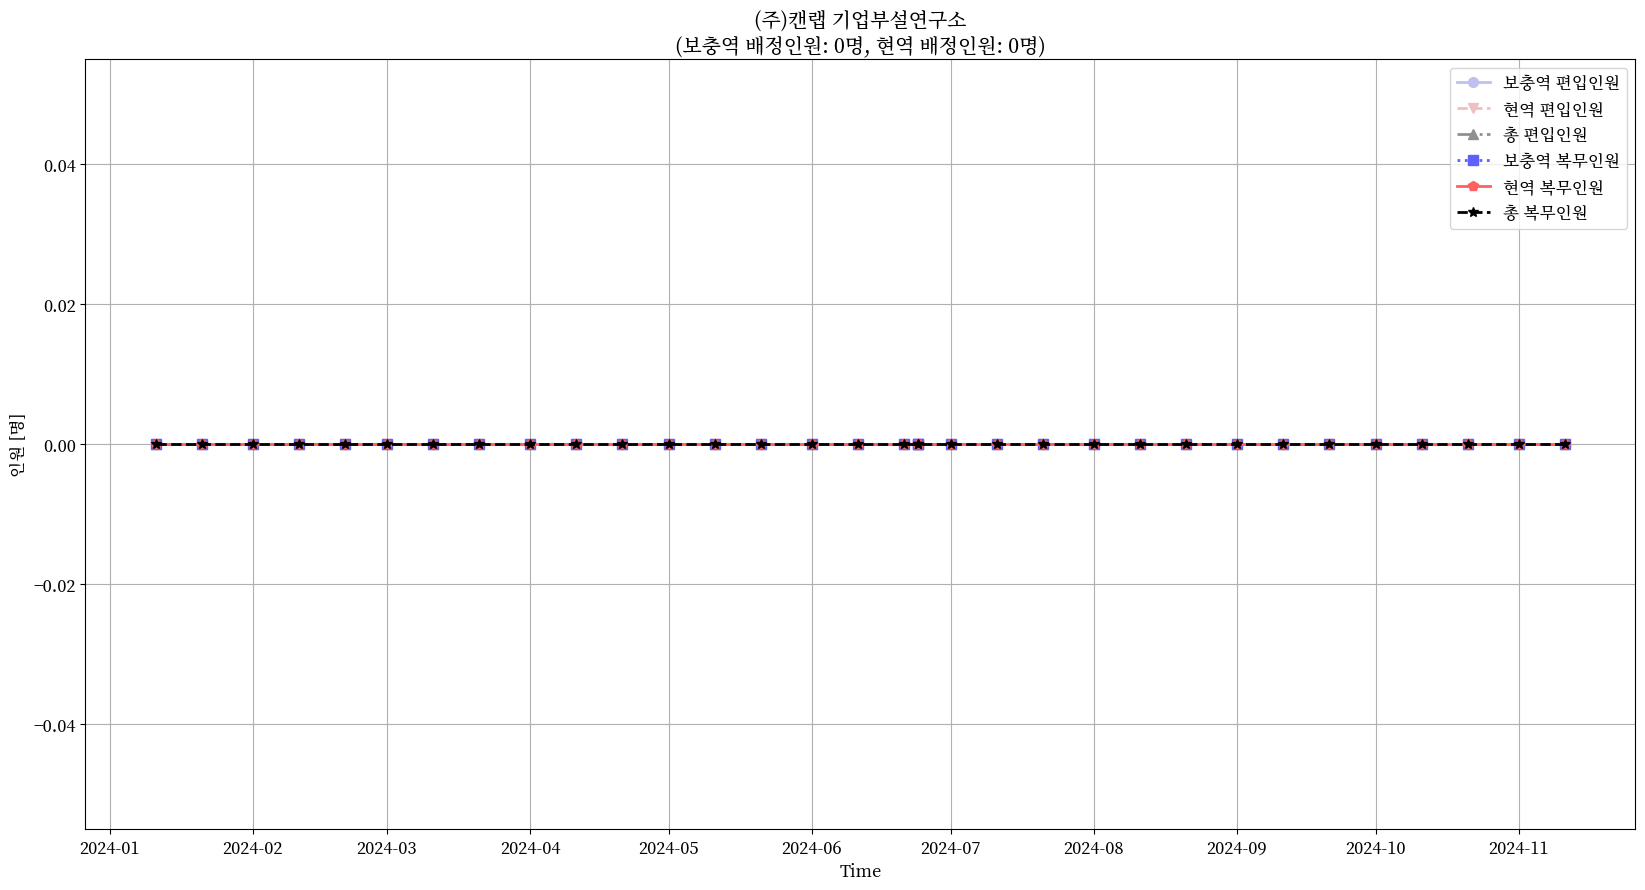 (주)캔랩 기업부설연구소
(보충역 배정인원: 0명, 현역 배정인원: 0명)
보충역 편입인원
현역 편입인원
총 편입인원
보충역 복무인원
현역 복무인원
총 복무인원
0.04
0.02
0.00
−0.02
−0.04
인원 [명]
2024-01 2024-02 2024-03 2024-04 2024-05 2024-06 2024-07 2024-08 2024-09 2024-10 2024-11
Time